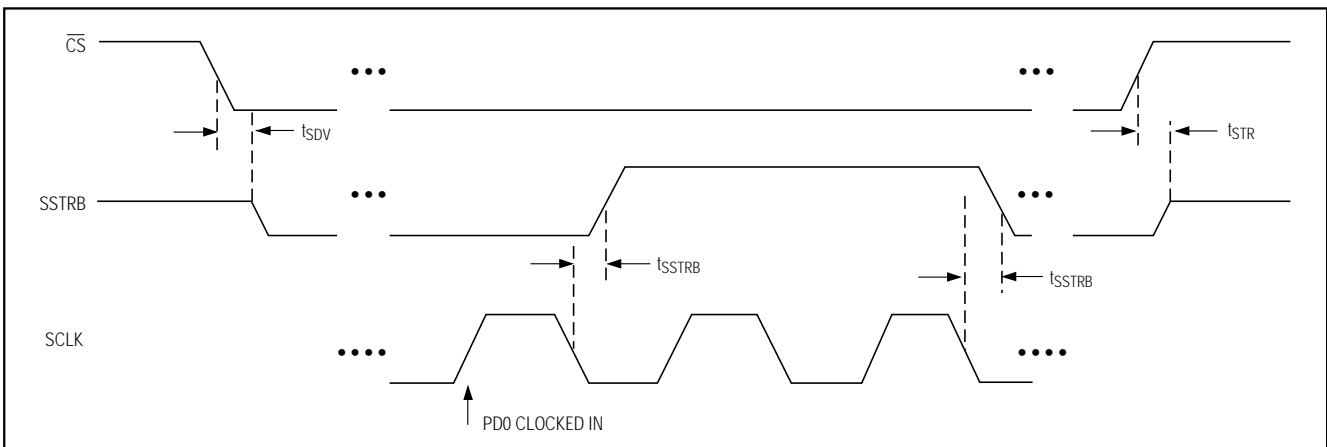 CS
tSDV
tSTR
SSTRB
tSSTRB
tSSTRB
SCLK
PD0 CLOCKED IN